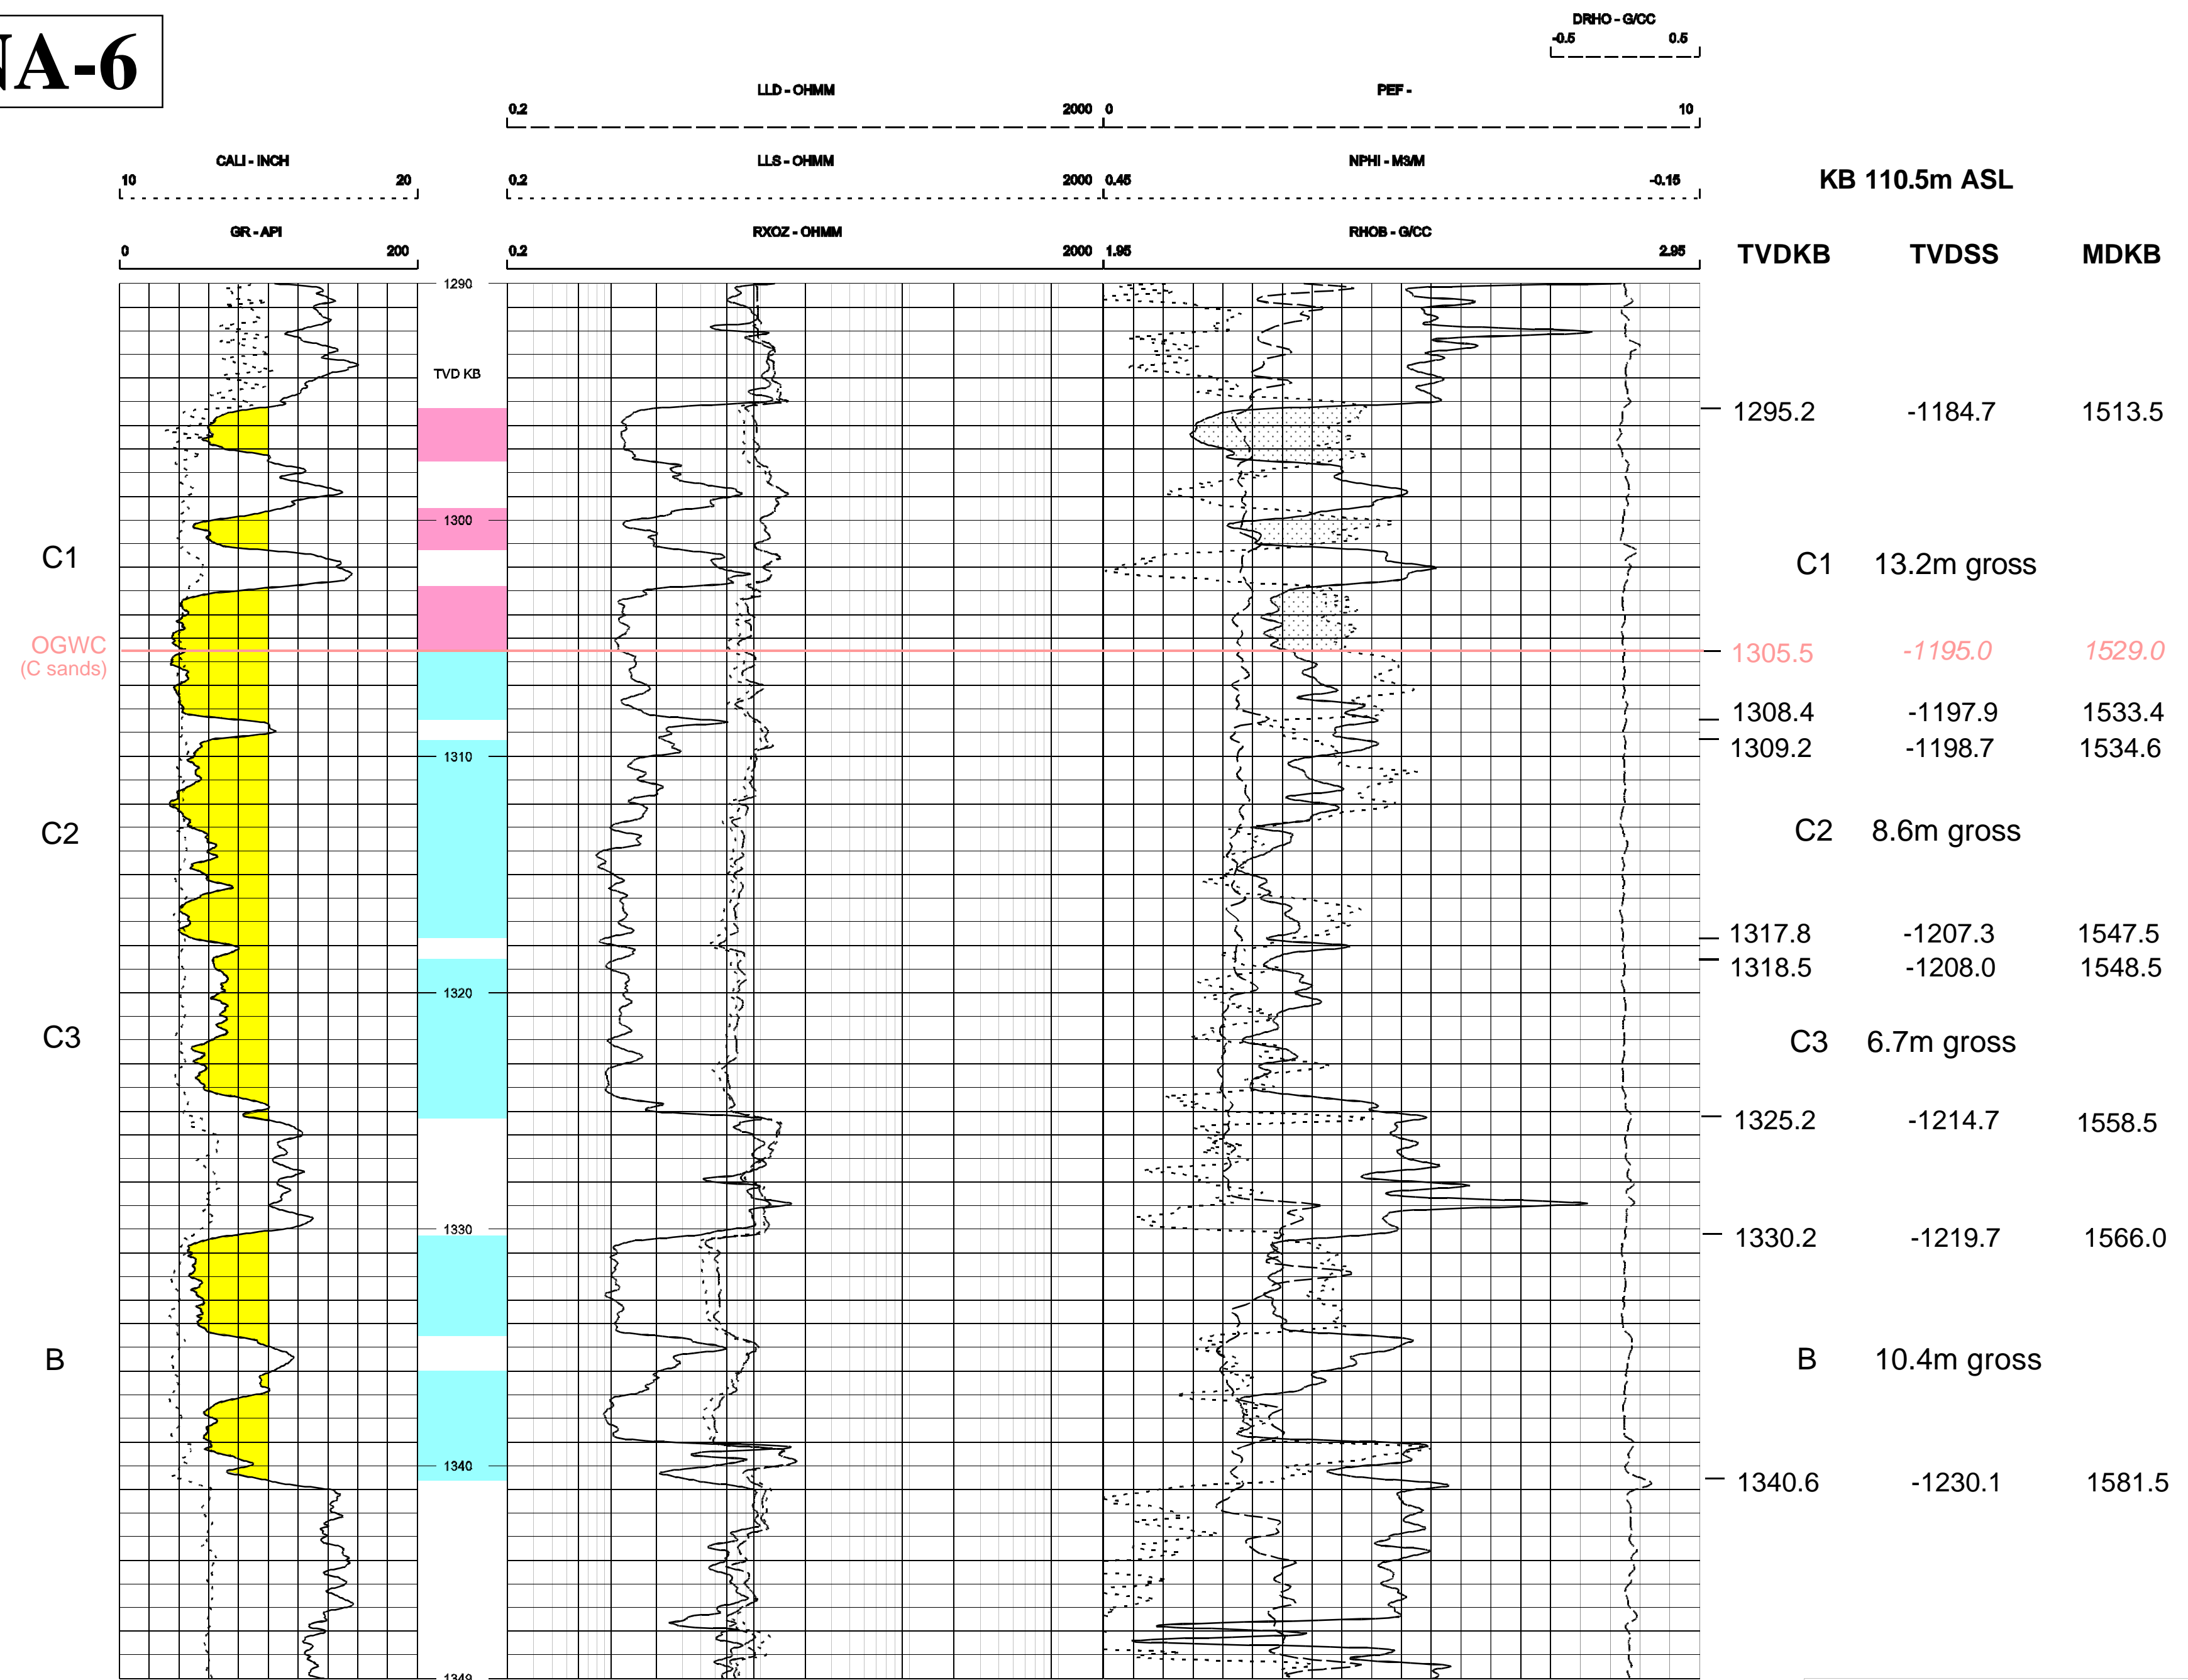 NA-6
DRHO - G/CC
-0.5 0.5
LLD - OHMM PEF -
0.2 2000 0 10
CALI - INCH LLS - OHMM NPHI - M3/M
10 20 0.2 2000 0.45 -0.15
KB 110.5m ASL
GR - API RXOZ - OHMM RHOB - G/CC
0 200 0.2 2000 1.95 2.95
TVDKB TVDSS MDKB
1290
TVD KB
1295.2 -1184.7 1513.5
1300
C1 C1 13.2m gross
OGWC 1305.5 -1195.0 1529.0
(C sands)
1308.4 -1197.9 1533.4
1309.2 -1198.7 1534.6
1310
C2 C2 8.6m gross
1317.8 -1207.3 1547.5
1318.5 -1208.0 1548.5
1320
C3 C3 6.7m gross
1325.2 -1214.7 1558.5
1330
1330.2 -1219.7 1566.0
B B 10.4m gross
1340
1340.6 -1230.1 1581.5
1349